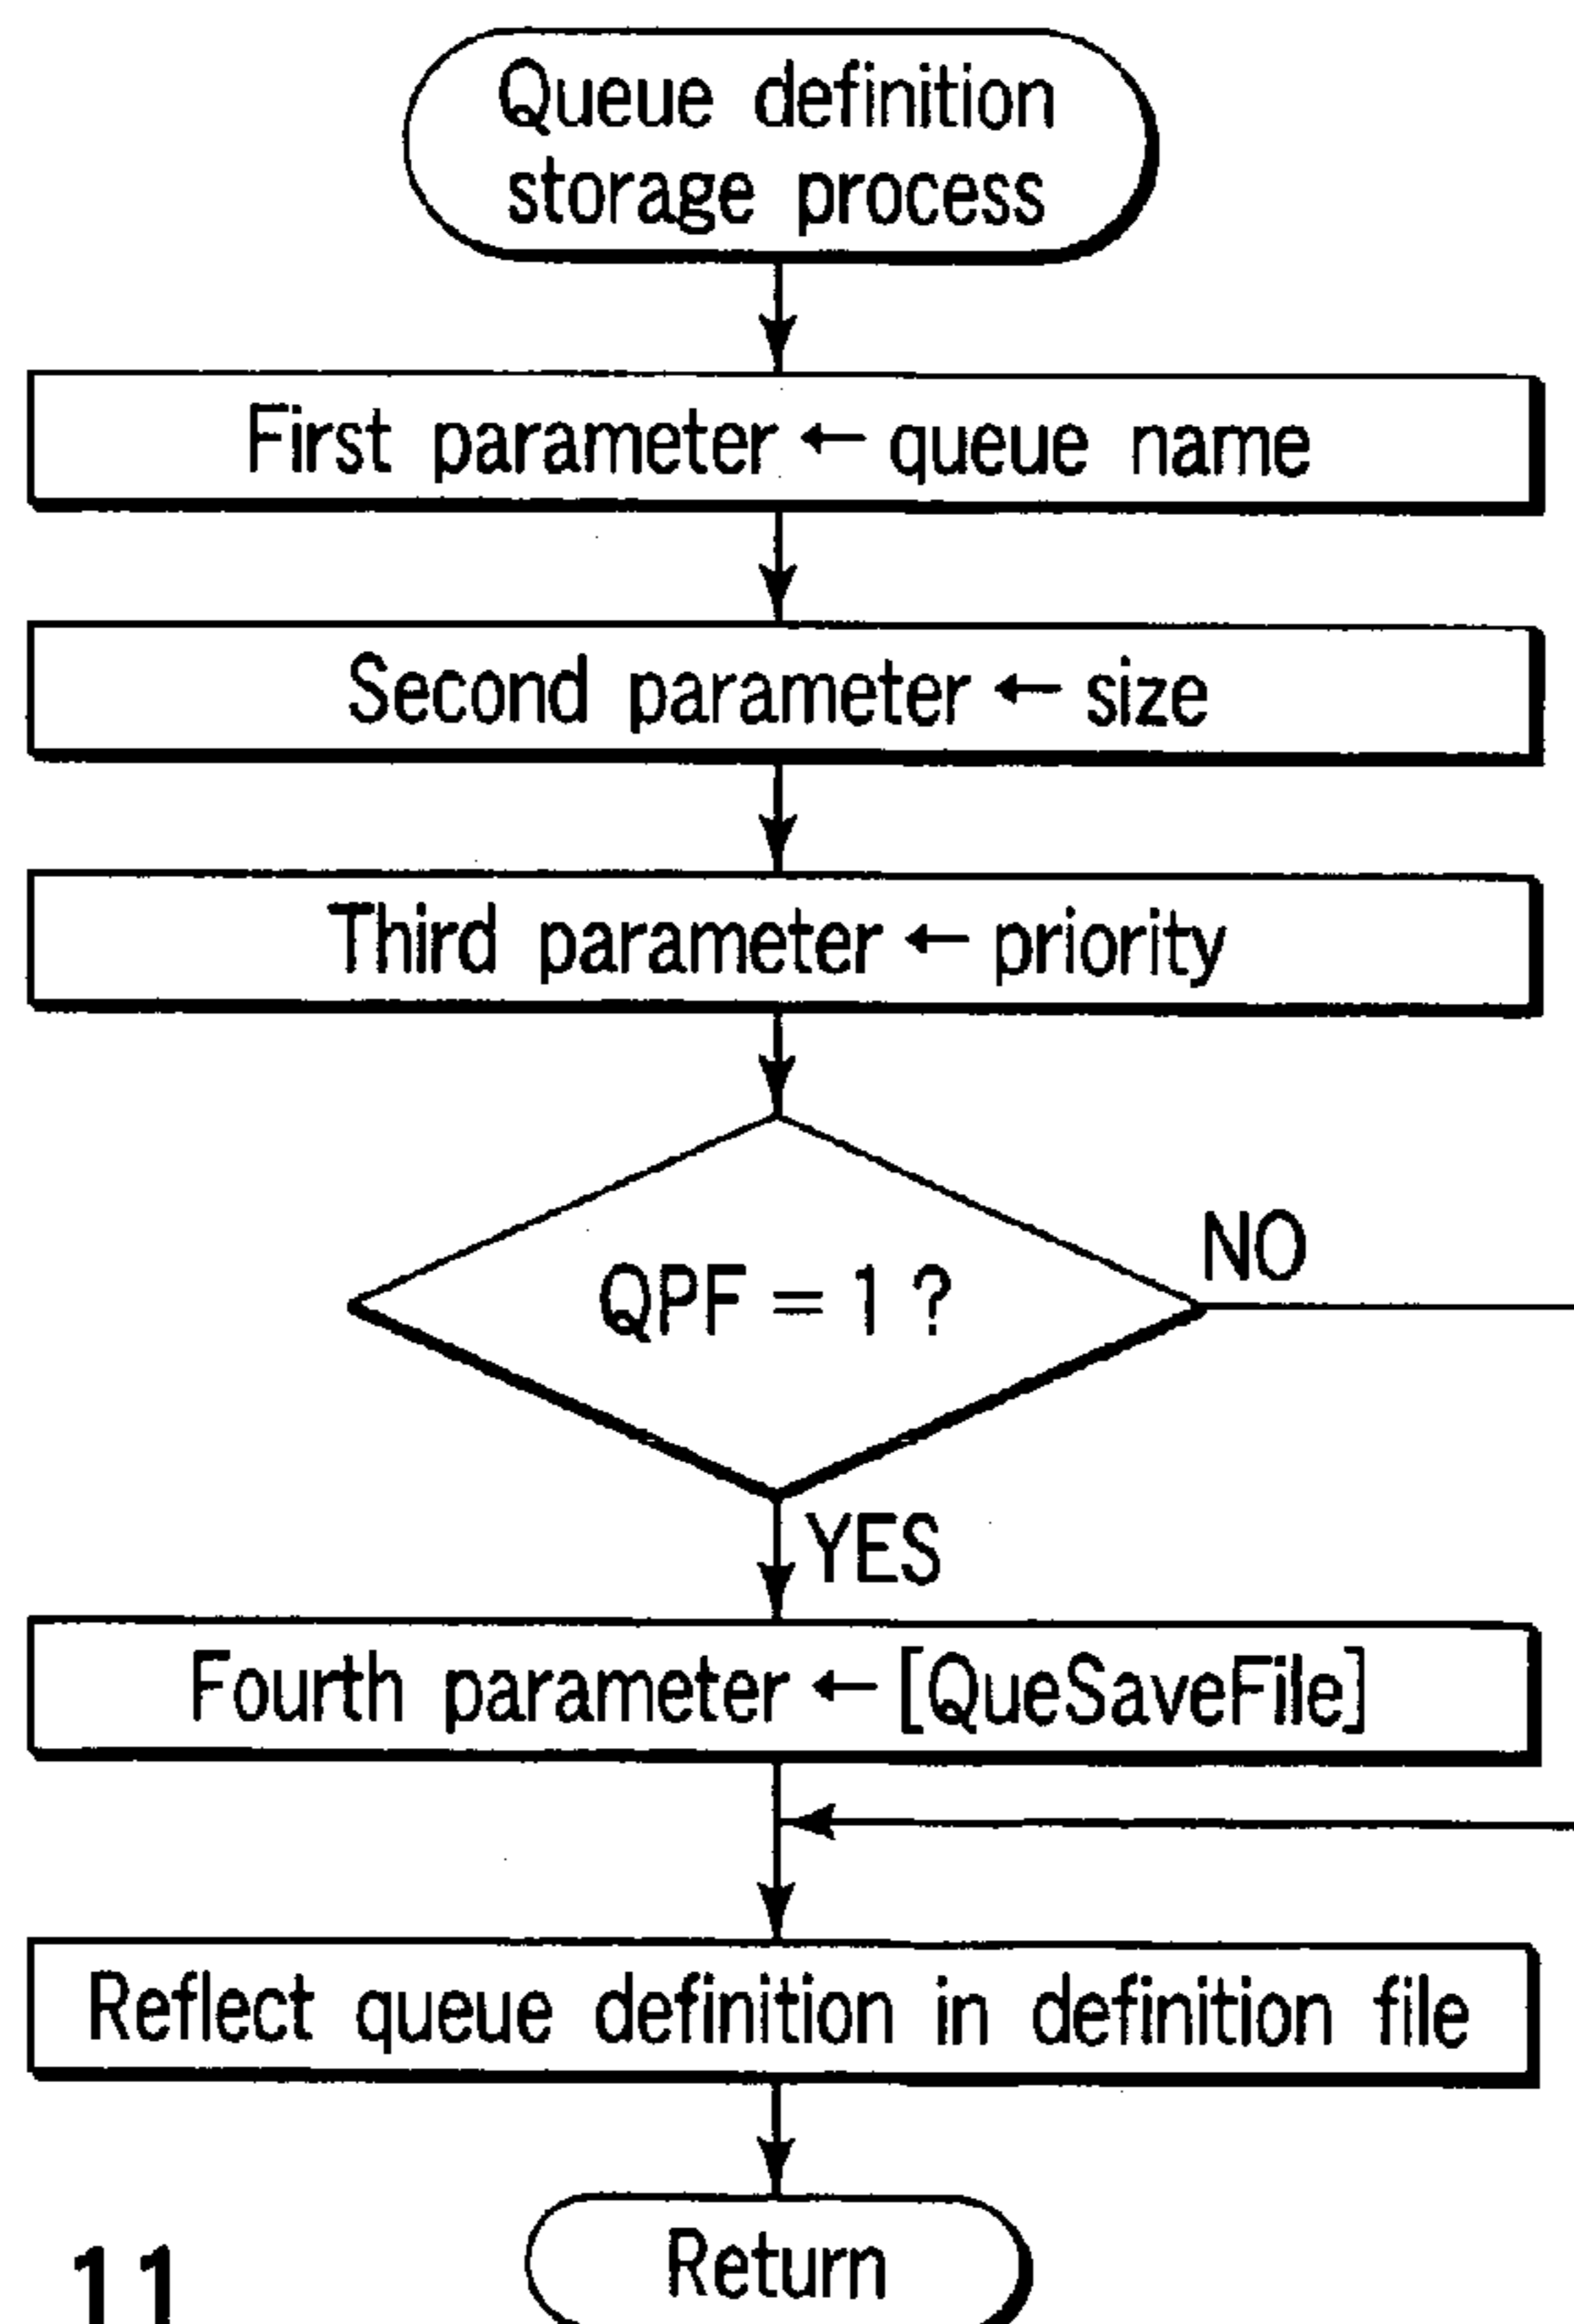 Queue definition
storage process
First parameter ← queue name
Second parameter ← size
Third parameter ← priority
QPF = 1 ?
NO
YES
Fourth parameter ← [QueSaveFile]
Reflect queue definition in definition file
Return
11